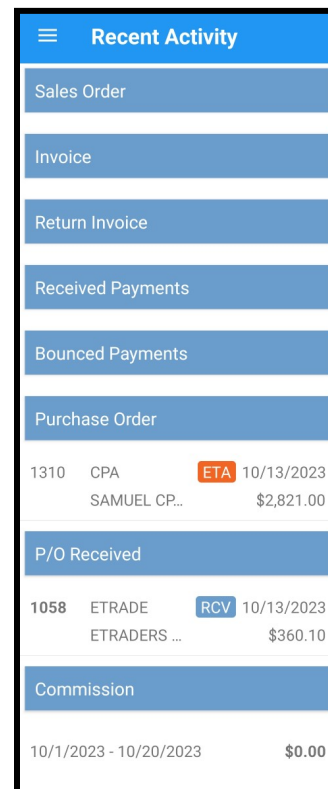 Recent Activity
Sales Order
Invoice
Return Invoice
Received Payments
Bounced Payments
Purchase Order
1310 CPA ETA 10/13/2023
SAMUEL CP... $2,821.00
P/O Received
1058 ETRADE RCV 10/13/2023
ETRADERS ... $360.10
Commission
10/1/2023 - 10/20/2023 $0.00